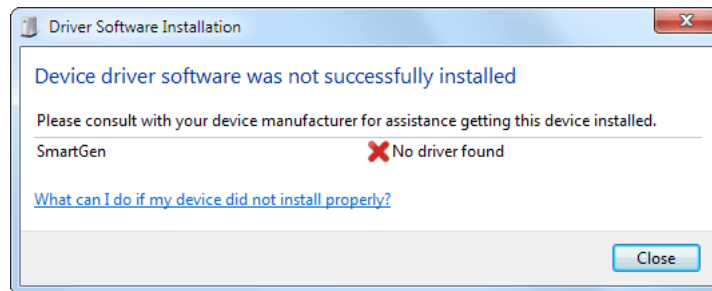 Driver Software Installation
Device driver software was not successfully installed
Please consult with your device manufacturer for assistance getting this device installed.
SmartGen No driver found
What can I do if my device did not install properly?
Close